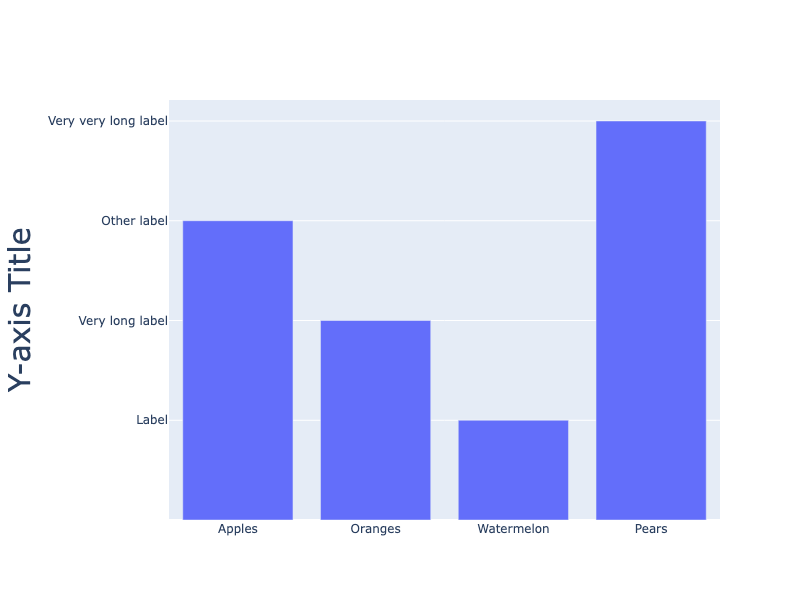 Y-axis Title
Very very long label
Other label
Very long label
Label
Apples
Oranges
Watermelon
Pears